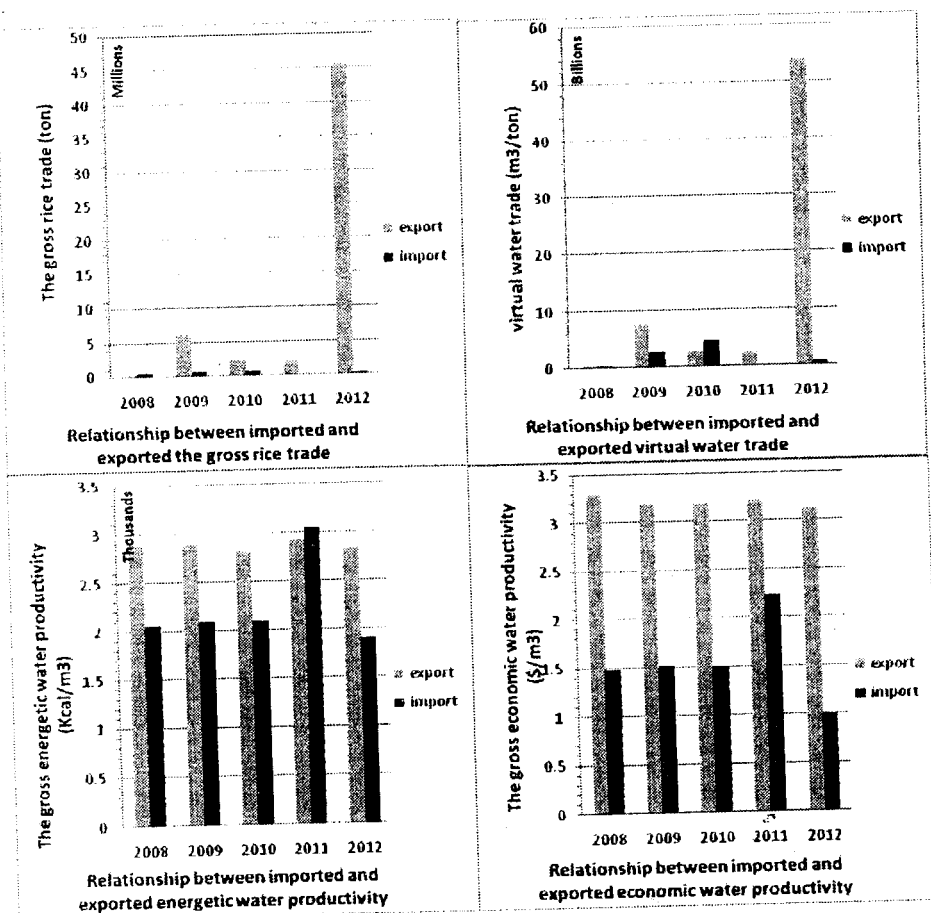 Millions
The gross rice trade (ton)
50
45
40
35
30
25
20
15
10
5
0
export
import
2008 2009 2010 2011 2012
Relationship between imported and
exported the gross rice trade
Billions
virtual water trade (m3/ton)
60
50
40
30
20
10
0
export
import
2008 2009 2010 2011 2012
Relationship between imported and
exported virtual water trade
Thousands
The gross energetic water productivity
(Kcal/m3)
3.5
3
2.5
2
1.5
1
0.5
0
export
import
2008 2009 2010 2011 2012
Relationship between imported and
exported energetic water productivity
The gross economic water productivity
($/m3)
3.5
3
2.5
2
1.5
1
0.5
0
export
import
2008 2009 2010 2011 2012
Relationship between imported and
exported economic water productivity